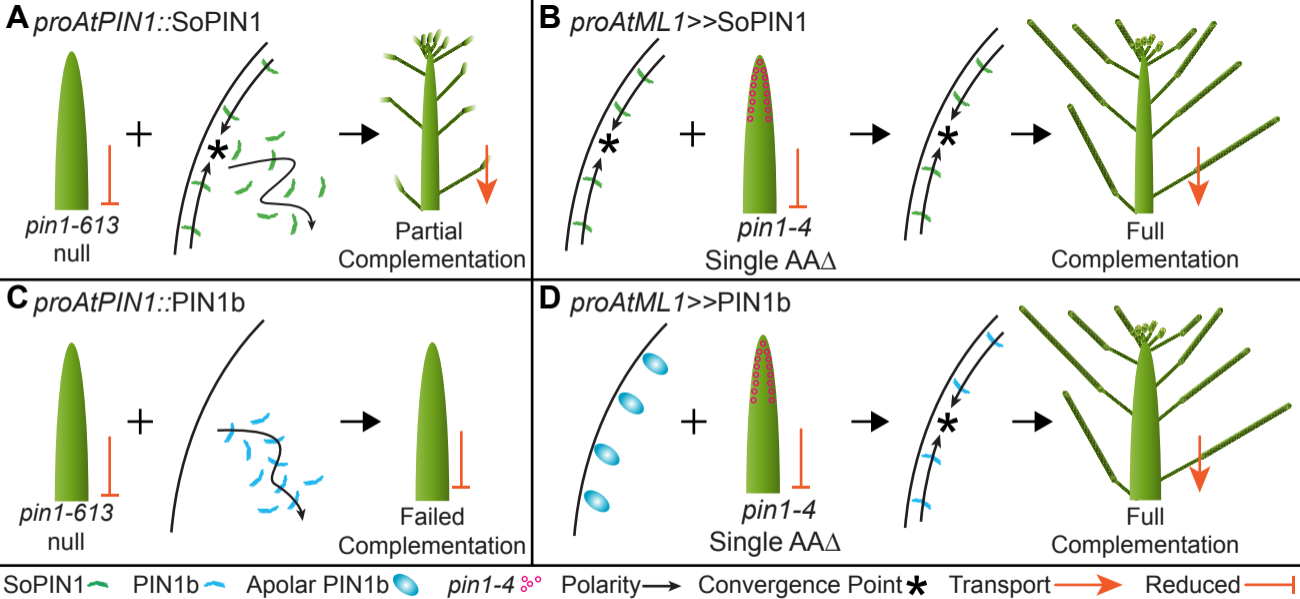 A proAtPIN1::SoPIN1
pin1-613
null
+
Partial
Complementation
*
B proAtML1>>SoPIN1
*
+
pin1-4
Single AAΔ
*
Full
Complementation
C proAtPIN1::PIN1b
pin1-613
null
+
Failed
Complementation
D proAtML1>>PIN1b
+
pin1-4
Single AAΔ
*
Full
Complementation
SoPIN1 PIN1b Apolar PIN1b pin1-4 Polarity Convergence Point * Transport Reduced